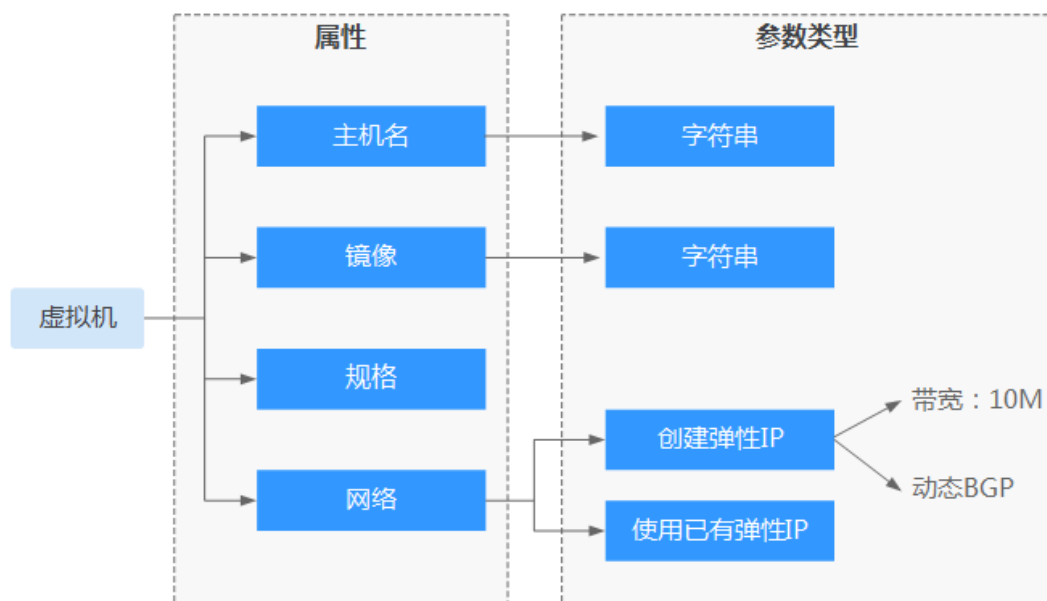 属性
参数类型
主机名
字符串
镜像
字符串
虚拟机
规格
带宽：10M
创建弹性IP
动态BGP
网络
使用已有弹性IP